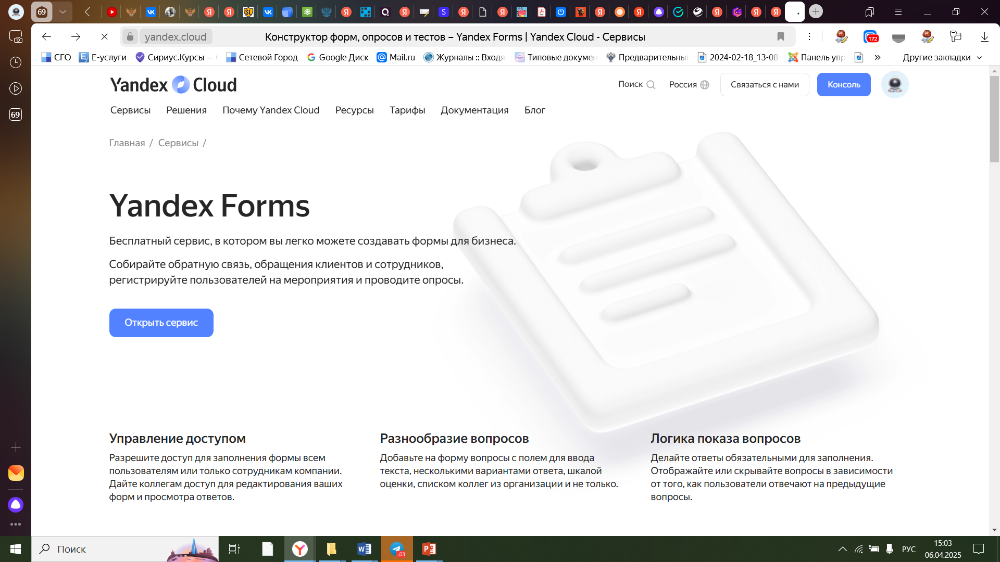 69
yandex.cloud
Конструктор форм, опросов и тестов – Yandex Forms | Yandex Cloud - Сервисы
172
СГО
Е-услуги
Сириус.Курсы —
Сетевой Город
Google Диск
Mail.ru
Журналы :: Входя
Типовые докумен
Предварительны
2024-02-18_13-08
Панель упр
Другие закладки
69
Yandex Cloud
Поиск
Россия
Связаться с нами
Консоль
Сервисы
Решения
Почему Yandex Cloud
Ресурсы
Тарифы
Документация
Блог
Главная / Сервисы /
Yandex Forms
Бесплатный сервис, в котором вы легко можете создавать формы для бизнеса.
Собирайте обратную связь, обращения клиентов и сотрудников,
регистрируйте пользователей на мероприятия и проводите опросы.
Открыть сервис
Управление доступом
Разрешите доступ для заполнения формы всем
пользователям или только сотрудникам компании.
Дайте коллегам доступ для редактирования ваших
форм и просмотра ответов.
Разнообразие вопросов
Добавьте на форму вопросы с полем для ввода
текста, несколькими вариантами ответа, шкалой
оценки, списком коллег из организации и не только.
Логика показа вопросов
Делайте ответы обязательными для заполнения.
Отображайте или скрывайте вопросы в зависимости
от того, как пользователи отвечают на предыдущие
вопросы.
Поиск
..03
РУС
15:03
06.04.2025